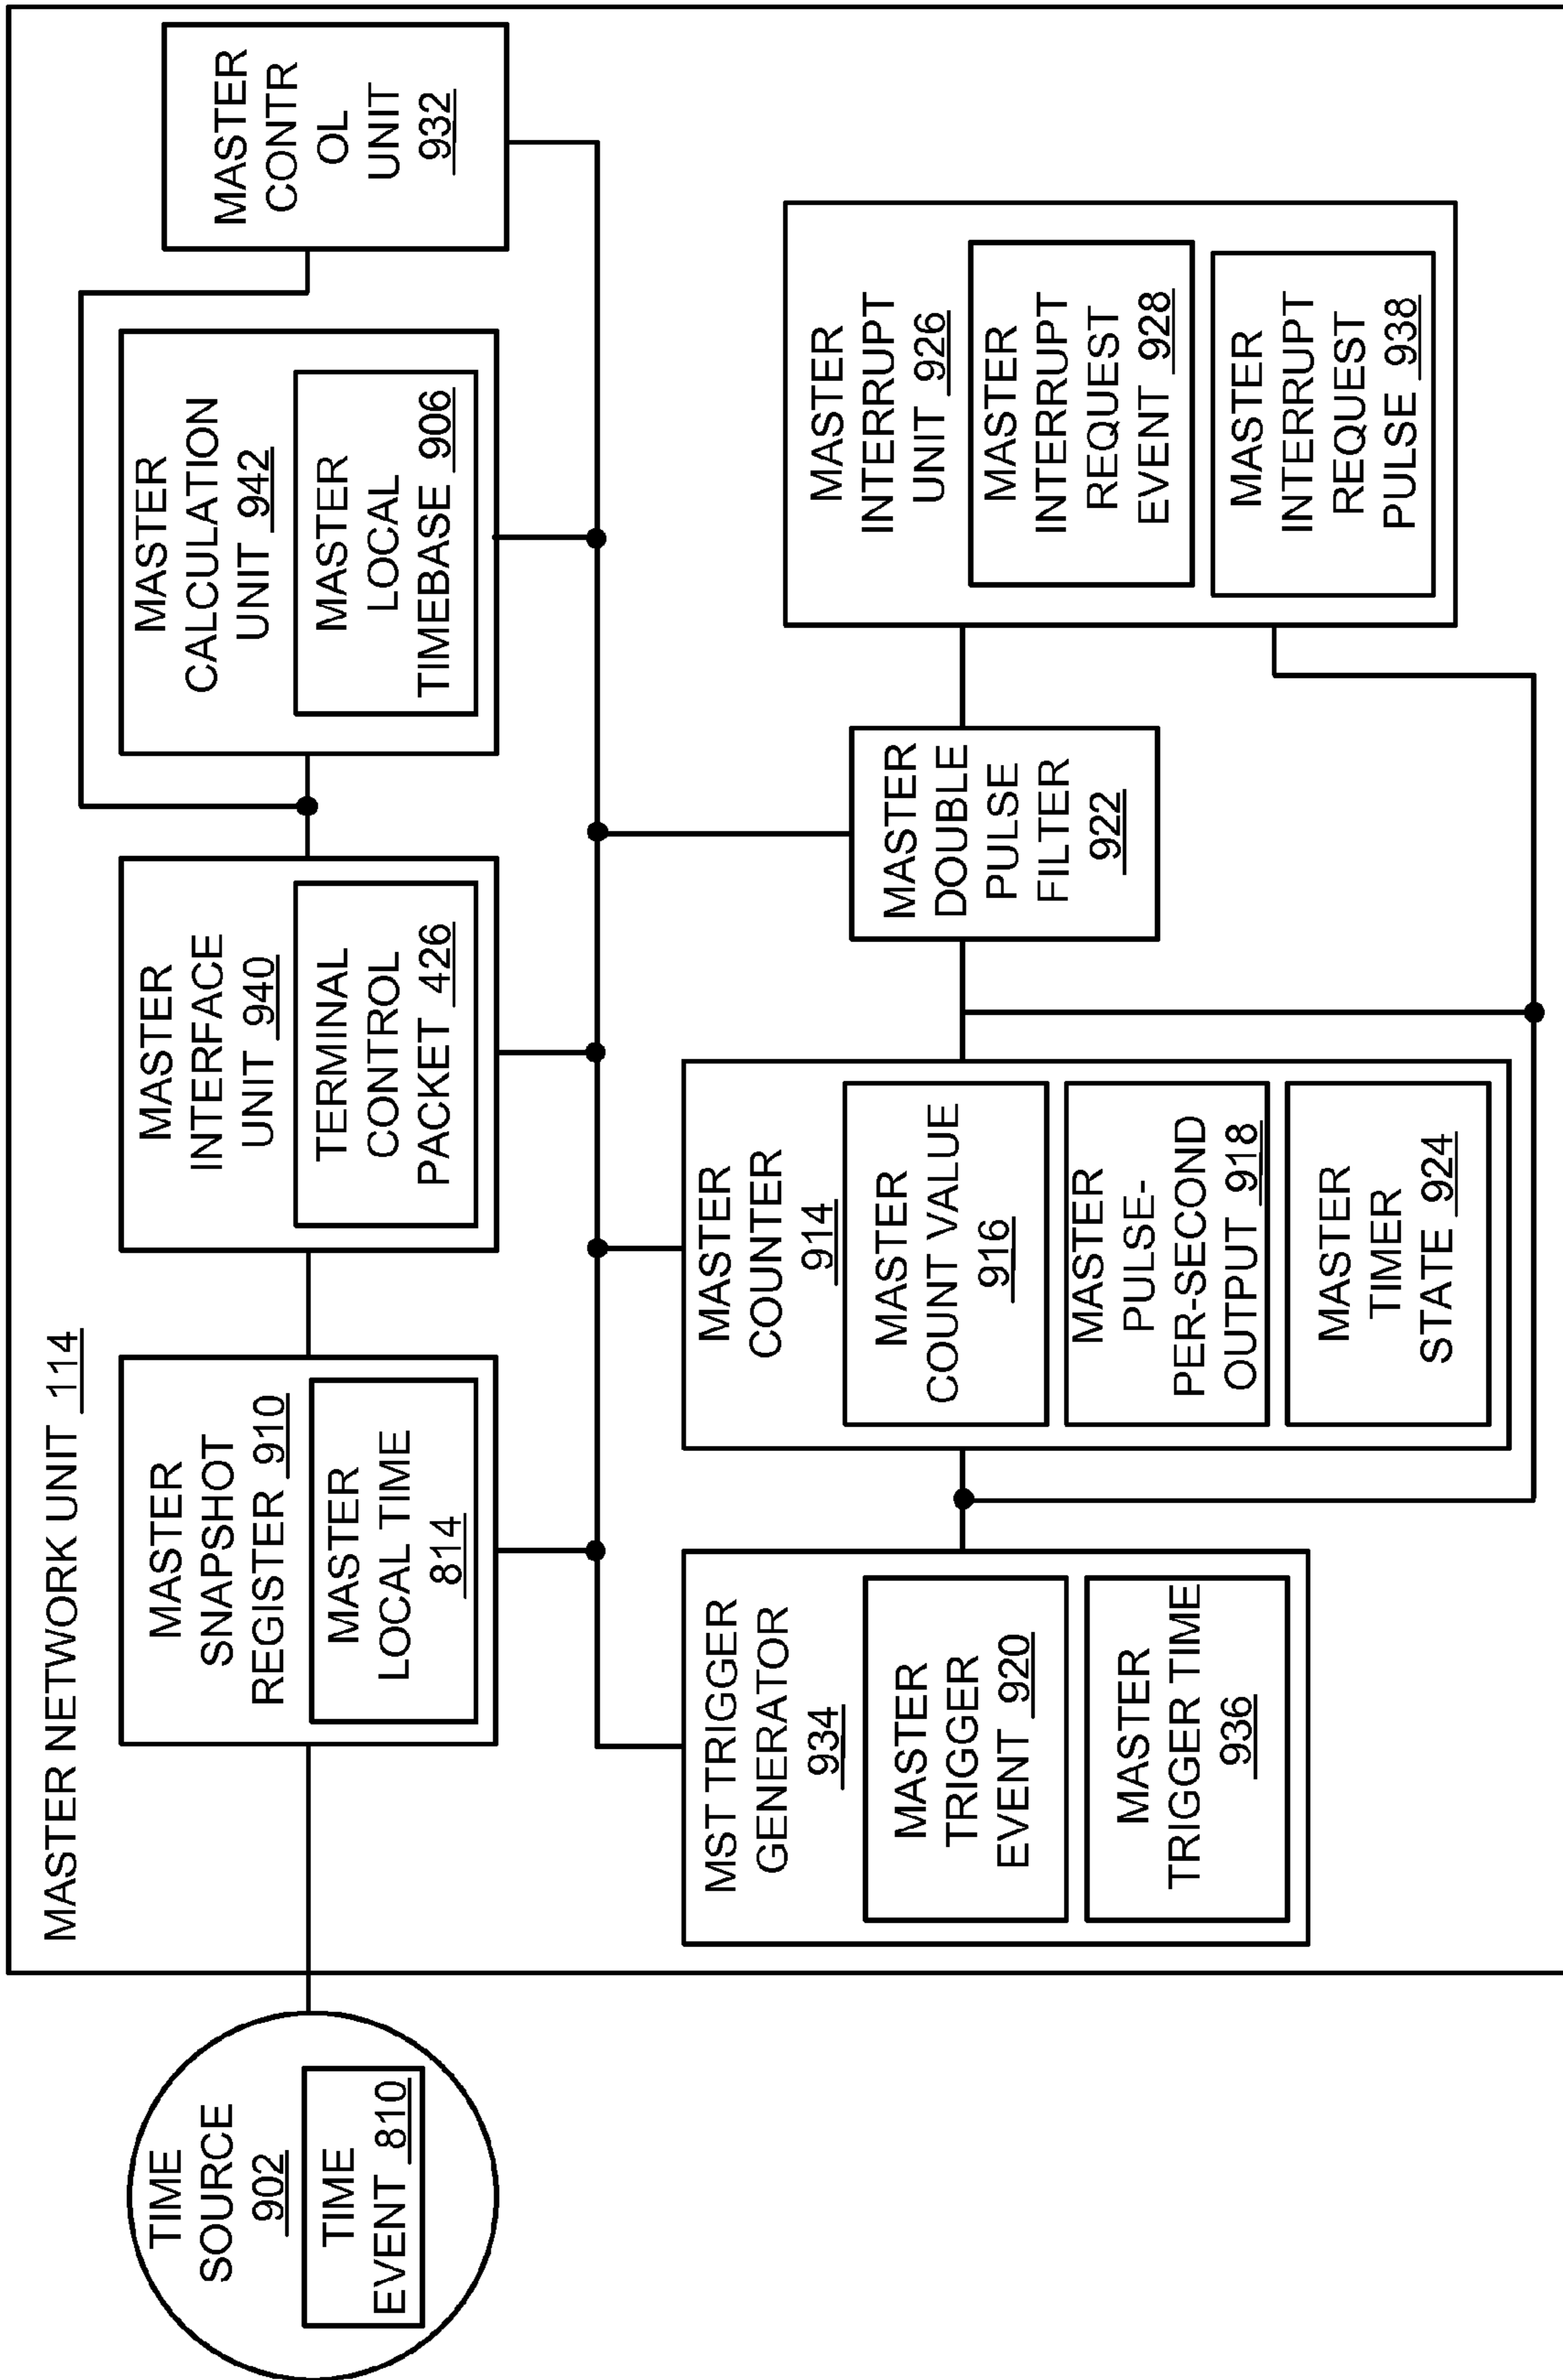 MASTER NETWORK UNIT 114
TIME
SOURCE
902
TIME
EVENT 810
MASTER
SNAPSHOT
REGISTER 910
MASTER
LOCAL TIME
814
MASTER
INTERFACE
UNIT 940
TERMINAL
CONTROL
PACKET 426
MASTER
CALCULATION
UNIT 942
MASTER
LOCAL
TIMEBASE 906
MASTER
CONTR
OL
UNIT
932
MST TRIGGER
GENERATOR
934
MASTER
TRIGGER
EVENT 920
MASTER
TRIGGER TIME
936
MASTER
COUNTER
914
MASTER
COUNT VALUE
916
MASTER
PULSE-
PER-SECOND
OUTPUT 918
MASTER
TIMER
STATE 924
MASTER
DOUBLE
PULSE
FILTER
922
MASTER
INTERRUPT
UNIT 926
MASTER
INTERRUPT
REQUEST
EVENT 928
MASTER
INTERRUPT
REQUEST
PULSE 938